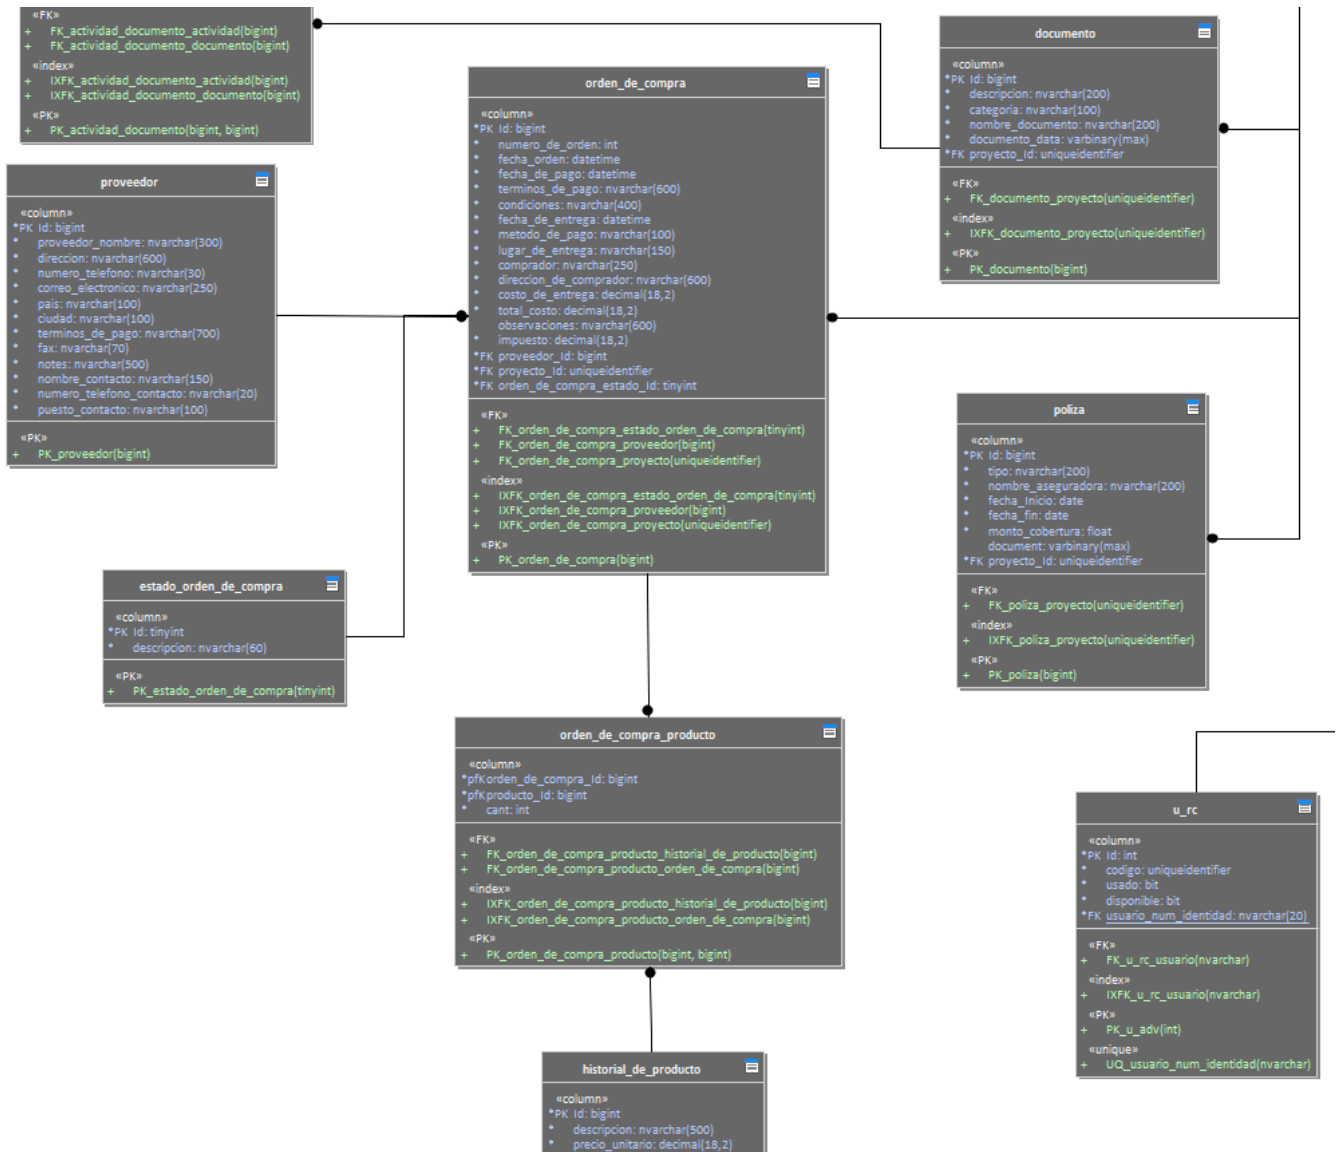 «FK»
+ FK_actividad_documento_actividad(bigint)
+ FK_actividad_documento_documento(bigint)
«index»
+ IXFK_actividad_documento_actividad(bigint)
+ IXFK_actividad_documento_documento(bigint)
«PK»
+ PK_actividad_documento(bigint, bigint)
proveedor
«column»
*PK Id: bigint
* proveedor_nombre: nvarchar(300)
* direccion: nvarchar(600)
* numero_telefono: nvarchar(30)
* correo_electronico: nvarchar(250)
* pais: nvarchar(100)
* ciudad: nvarchar(100)
* terminos_de_pago: nvarchar(700)
* fax: nvarchar(70)
* notes: nvarchar(500)
* nombre_contacto: nvarchar(150)
* numero_telefono_contacto: nvarchar(20)
* puesto_contacto: nvarchar(100)
«PK»
+ PK_proveedor(bigint)
estado_orden_de_compra
«column»
*PK Id: tinyint
* descripcion: nvarchar(60)
«PK»
+ PK_estado_orden_de_compra(tinyint)
orden_de_compra
«column»
*PK Id: bigint
* numero_de_orden: int
* fecha_orden: datetime
* fecha_de_pago: datetime
* terminos_de_pago: nvarchar(600)
* condiciones: nvarchar(400)
* fecha_de_entrega: datetime
* metodo_de_pago: nvarchar(100)
* lugar_de_entrega: nvarchar(150)
* comprador: nvarchar(250)
* direccion_de_comprador: nvarchar(600)
* costo_de_entrega: decimal(18,2)
* total_costo: decimal(18,2)
observaciones: nvarchar(600)
* impuesto: decimal(18,2)
*FK proveedor_Id: bigint
*FK proyecto_Id: uniqueidentifier
*FK orden_de_compra_estado_Id: tinyint
«FK»
+ FK_orden_de_compra_estado_orden_de_compra(tinyint)
+ FK_orden_de_compra_proveedor(bigint)
+ FK_orden_de_compra_proyecto(uniqueidentifier)
«index»
+ IXFK_orden_de_compra_estado_orden_de_compra(tinyint)
+ IXFK_orden_de_compra_proveedor(bigint)
+ IXFK_orden_de_compra_proyecto(uniqueidentifier)
«PK»
+ PK_orden_de_compra(bigint)
orden_de_compra_producto
«column»
*pfK orden_de_compra_Id: bigint
*pfK producto_Id: bigint
* cant: int
«FK»
+ FK_orden_de_compra_producto_historial_de_producto(bigint)
+ FK_orden_de_compra_producto_orden_de_compra(bigint)
«index»
+ IXFK_orden_de_compra_producto_historial_de_producto(bigint)
+ IXFK_orden_de_compra_producto_orden_de_compra(bigint)
«PK»
+ PK_orden_de_compra_producto(bigint, bigint)
historial_de_producto
«column»
*PK Id: bigint
* descripcion: nvarchar(500)
* precio_unitario: decimal(18,2)
documento
«column»
*PK Id: bigint
* descripcion: nvarchar(200)
* categoria: nvarchar(100)
* nombre_documento: nvarchar(200)
* documento_data: varbinary(max)
*FK proyecto_Id: uniqueidentifier
«FK»
+ FK_documento_proyecto(uniqueidentifier)
«index»
+ IXFK_documento_proyecto(uniqueidentifier)
«PK»
+ PK_documento(bigint)
poliza
«column»
*PK Id: bigint
* tipo: nvarchar(200)
* nombre_aseguradora: nvarchar(200)
* fecha_Inicio: date
* fecha_fin: date
* monto_cobertura: float
document: varbinary(max)
*FK proyecto_Id: uniqueidentifier
«FK»
+ FK_poliza_proyecto(uniqueidentifier)
«index»
+ IXFK_poliza_proyecto(uniqueidentifier)
«PK»
+ PK_poliza(bigint)
u_rc
«column»
*PK Id: int
* codigo: uniqueidentifier
* usado: bit
* disponible: bit
*FK usuario_num_identidad: nvarchar(20)
«FK»
+ FK_u_rc_usuario(nvarchar)
«index»
+ IXFK_u_rc_usuario(nvarchar)
«PK»
+ PK_u_adv(int)
«unique»
+ UQ_usuario_num_identidad(nvarchar)